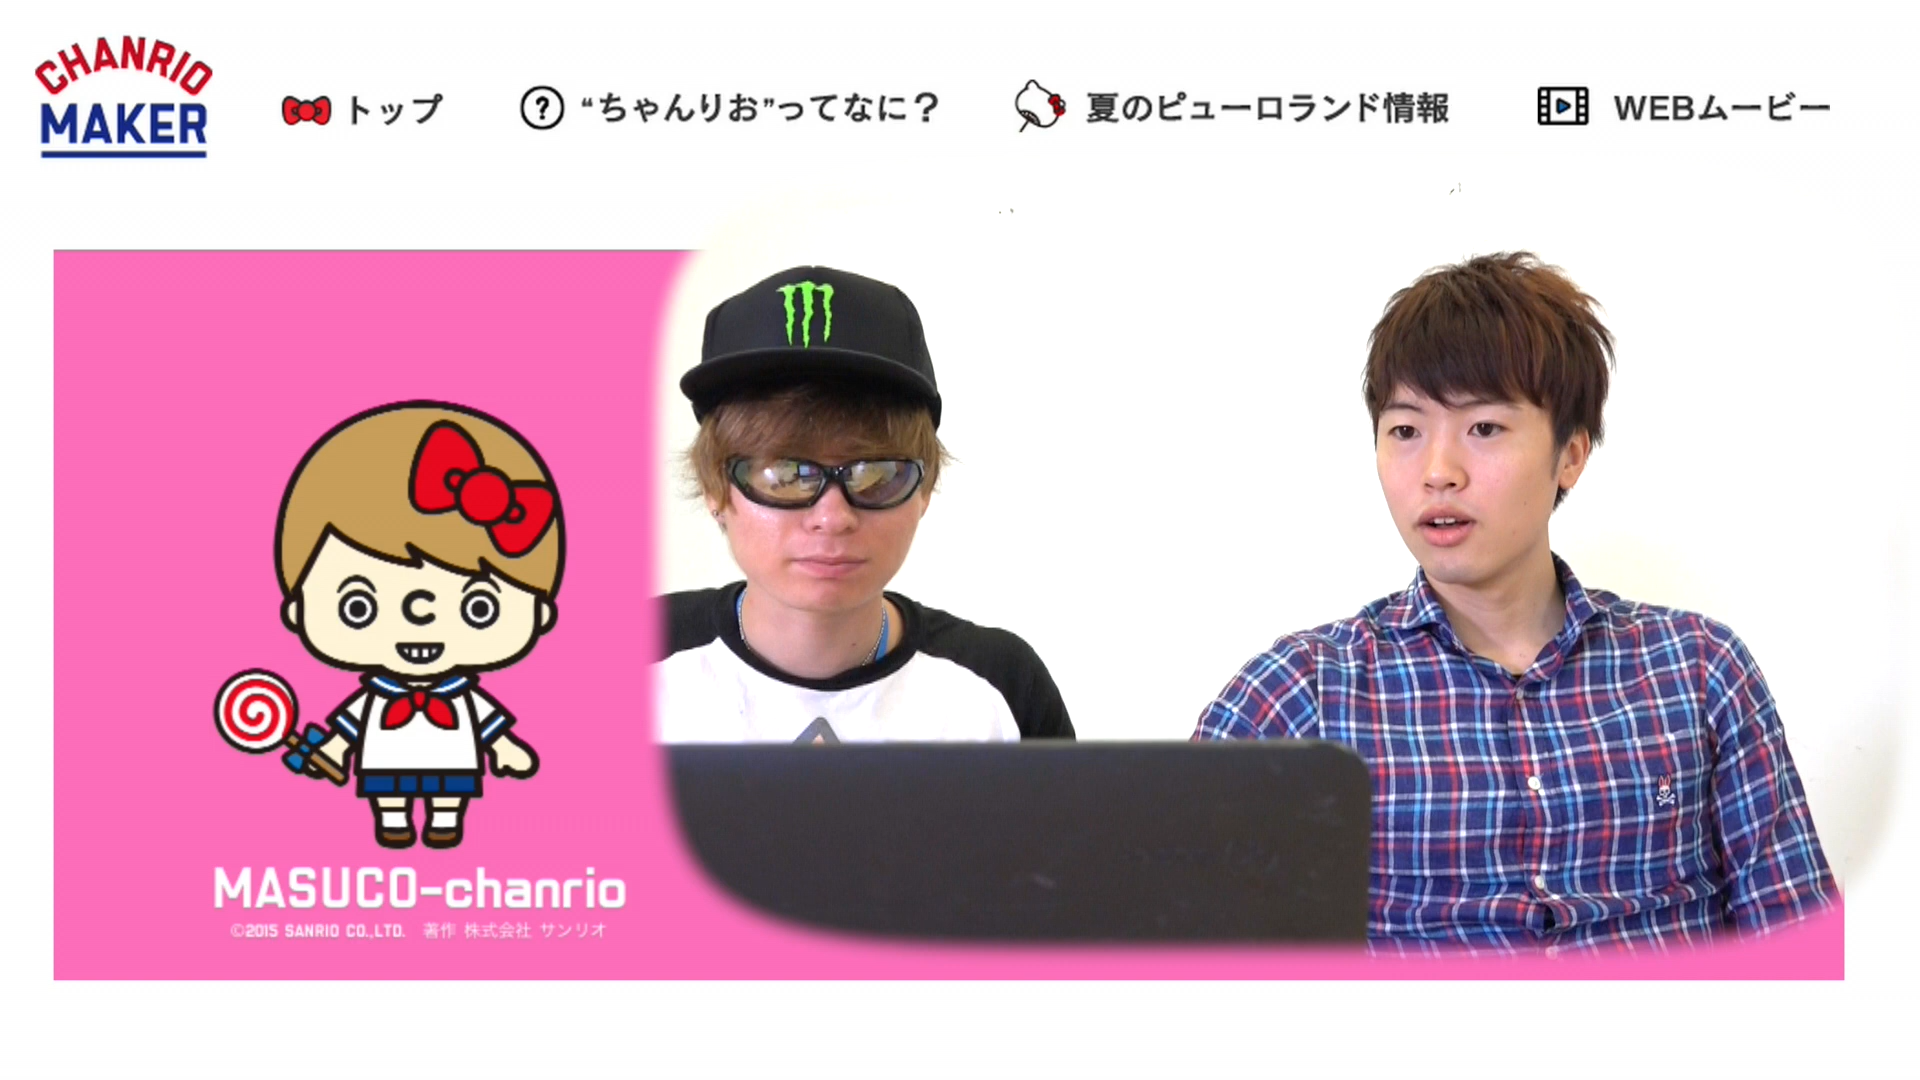 CHANRIO
MAKER
トップ
“ちゃんりお”ってなに？
夏のピューロランド情報
WEBムービー
MASUCO-chanrio
©2015 SANRIO CO.,LTD. 著作 株式会社 サンリオ